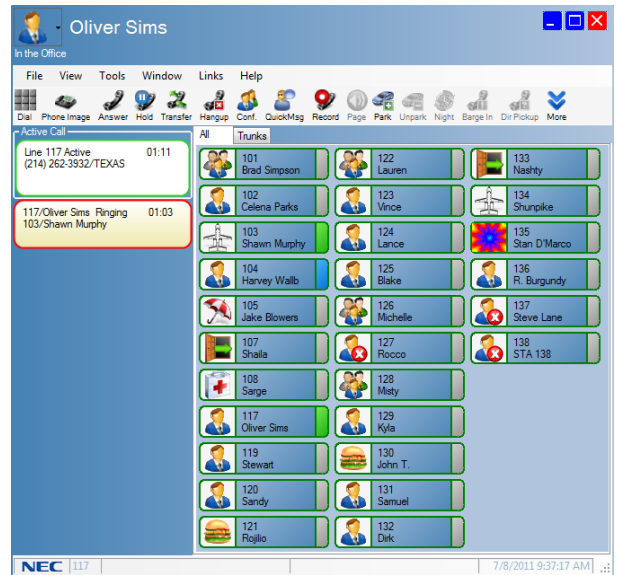 Oliver Sims
In the Office
File View Tools Window Links Help
Dial Phone Image Answer Hold Transfer Hangup Conf. QuickMsg Record Page Park Unpark Night Barge In Dir Pickup More
Active Call
Line 117 Active 01:11
(214) 262-3932/TEXAS
117/Oliver Sims Ringing 01:03
103/Shawn Murphy
All Trunks
101
Brad Simpson
102
Celena Parks
103
Shawn Murphy
104
Harvey Wallb
105
Jake Blowers
107
Shaila
108
Sarge
117
Oliver Sims
119
Stewart
120
Sandy
121
Rojilio
122
Lauren
123
Vince
124
Lance
125
Blake
126
Michelle
127
Rocco
128
Misty
129
Kyla
130
John T.
131
Samuel
132
Dirk
133
Nashty
134
Shunpike
135
Stan D'Marco
136
R. Burgundy
137
Steve Lane
138
STA 138
NEC 117 7/8/2011 9:37:17 AM